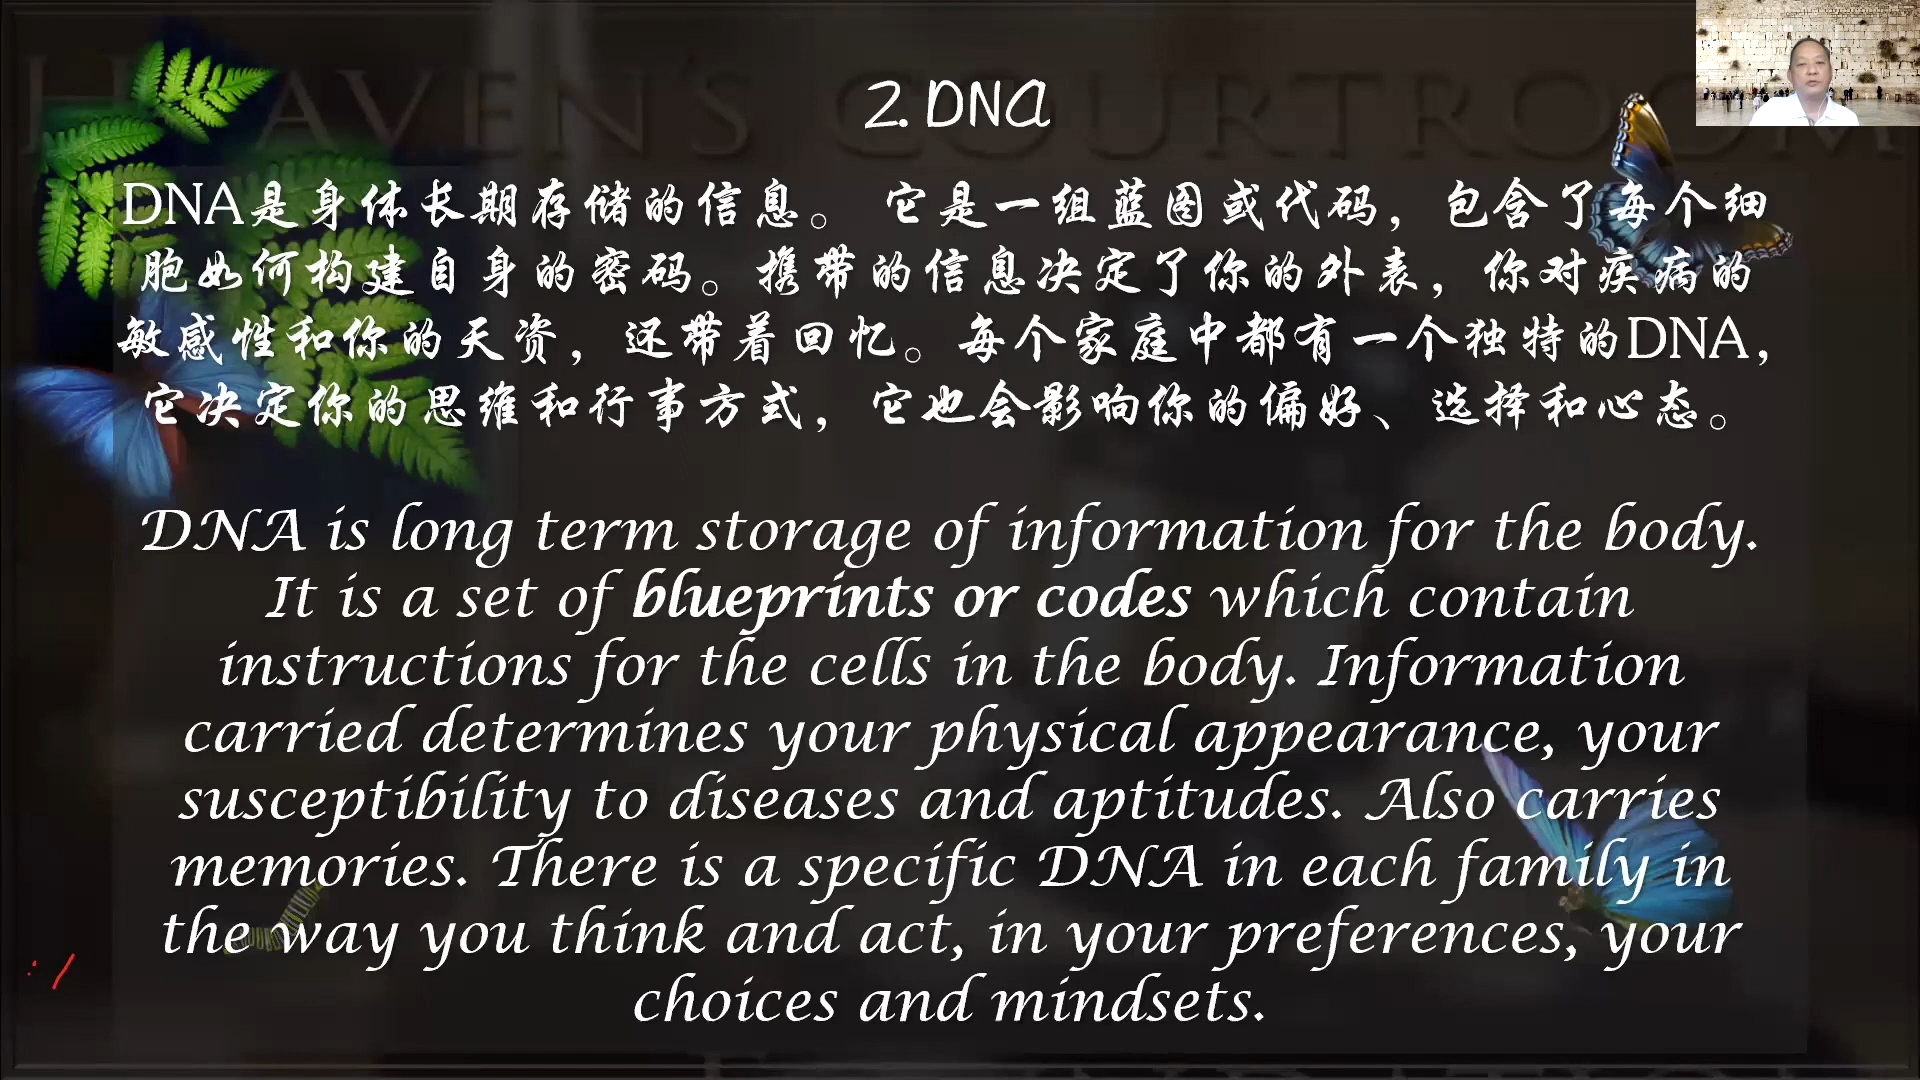 HEAVEN'S COURTROOM
2. DNA
DNA是身体长期存储的信息。 它是一组蓝图或代码，包含了每个细
胞如何构建自身的密码。携带的信息决定了你的外表，你对疾病的
敏感性和你的天资，还带着回忆。每个家庭中都有一个独特的DNA，
它决定你的思维和行事方式，它也会影响你的偏好、选择和心态。
DNA is long term storage of information for the body.
It is a set of blueprints or codes which contain
instructions for the cells in the body. Information
carried determines your physical appearance, your
susceptibility to diseases and aptitudes. Also carries
memories. There is a specific DNA in each family in
the way you think and act, in your preferences, your
choices and mindsets.